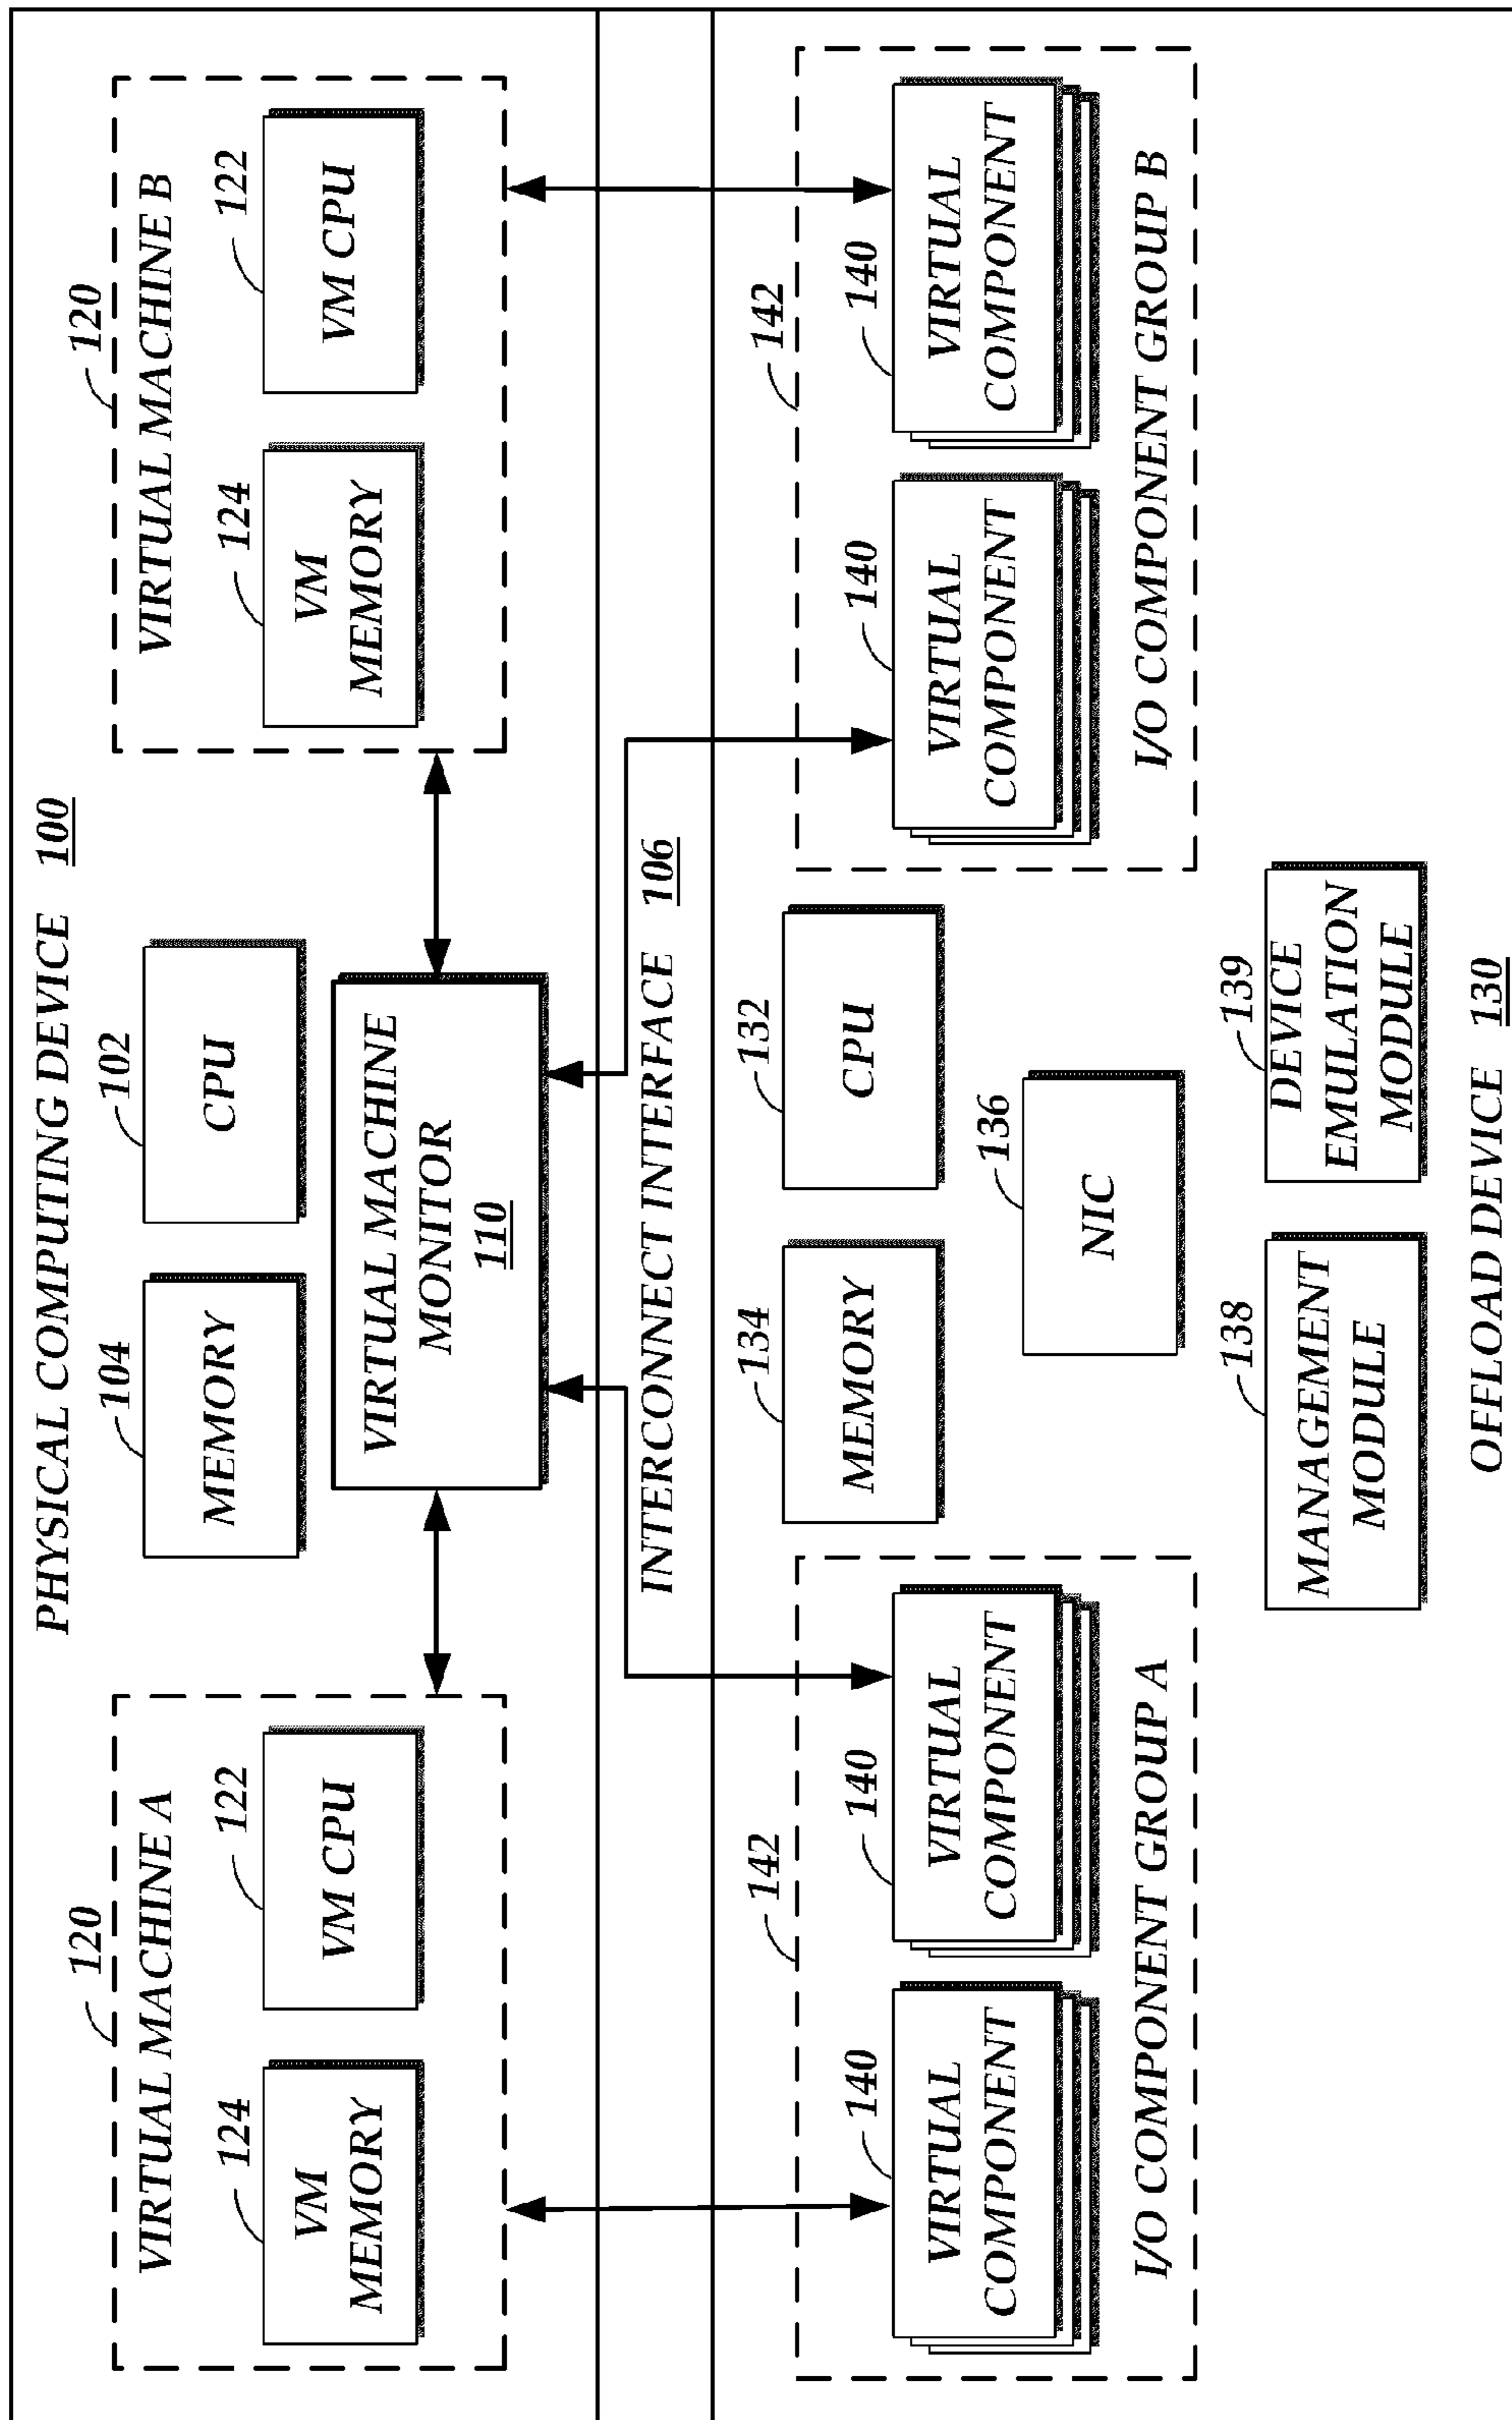 PHYSICAL COMPUTING DEVICE 100
120
VIRTUAL MACHINE A
124
VM
MEMORY
122
VM CPU
104
MEMORY
102
CPU
VIRTUAL MACHINE
MONITOR
110
120
VIRTUAL MACHINE B
124
VM
MEMORY
122
VM CPU
INTERCONNECT INTERFACE 106
142
140
VIRTUAL
COMPONENT
140
VIRTUAL
COMPONENT
I/O COMPONENT GROUP A
134
MEMORY
132
CPU
136
NIC
138
MANAGEMENT
MODULE
139
DEVICE
EMULATION
MODULE
142
140
VIRTUAL
COMPONENT
140
VIRTUAL
COMPONENT
I/O COMPONENT GROUP B
OFFLOAD DEVICE 130